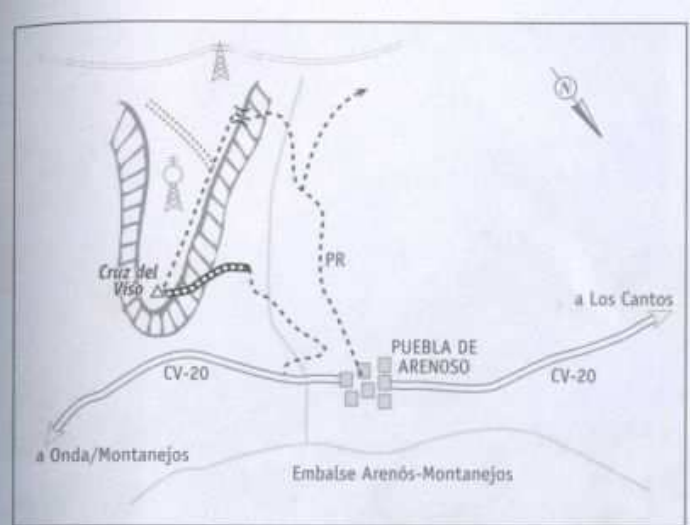 N
Cruz del
Viso
PR
a Los Cantos
PUEBLA DE
ARENOSO
CV-20
CV-20
a Onda/Montanejos
Embalse Arenós-Montanejos